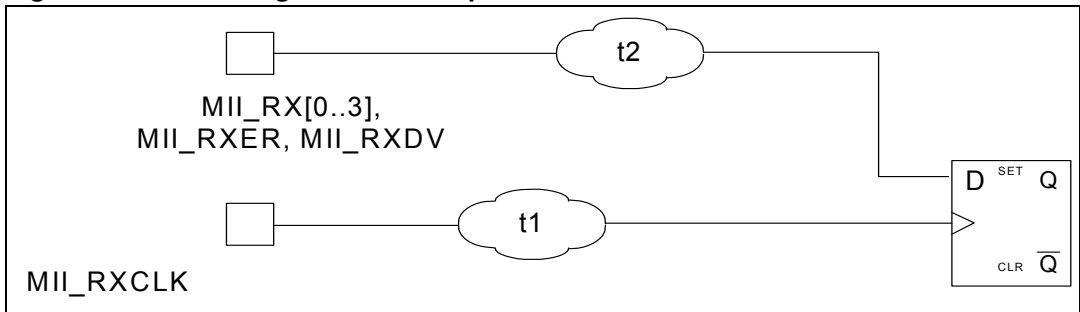 t2
MII_RX[0..3],
MII_RXER, MII_RXDV
D SET Q
t1
CLR Q
MII_RXCLK